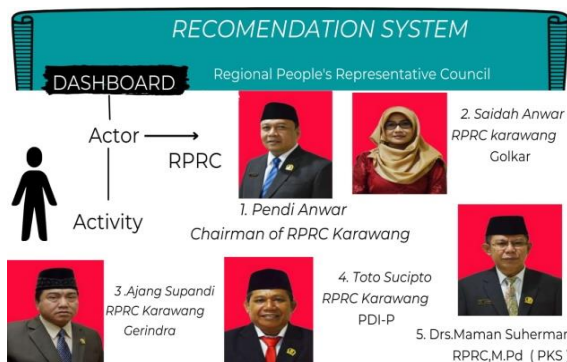 RECOMENDATION SYSTEM
Regional People's Representative Council
DASHBOARD
Actor
RPRC
Activity
1. Pendi Anwar
Chairman of RPRC Karawang
2. Saidah Anwar
RPRC karawang
Golkar
3 .Ajang Supandi
RPRC Karawang
Gerindra
4. Toto Sucipto
RPRC Karawang
PDI-P
5. Drs.Maman Suherman
RPRC,M.Pd ( PKS